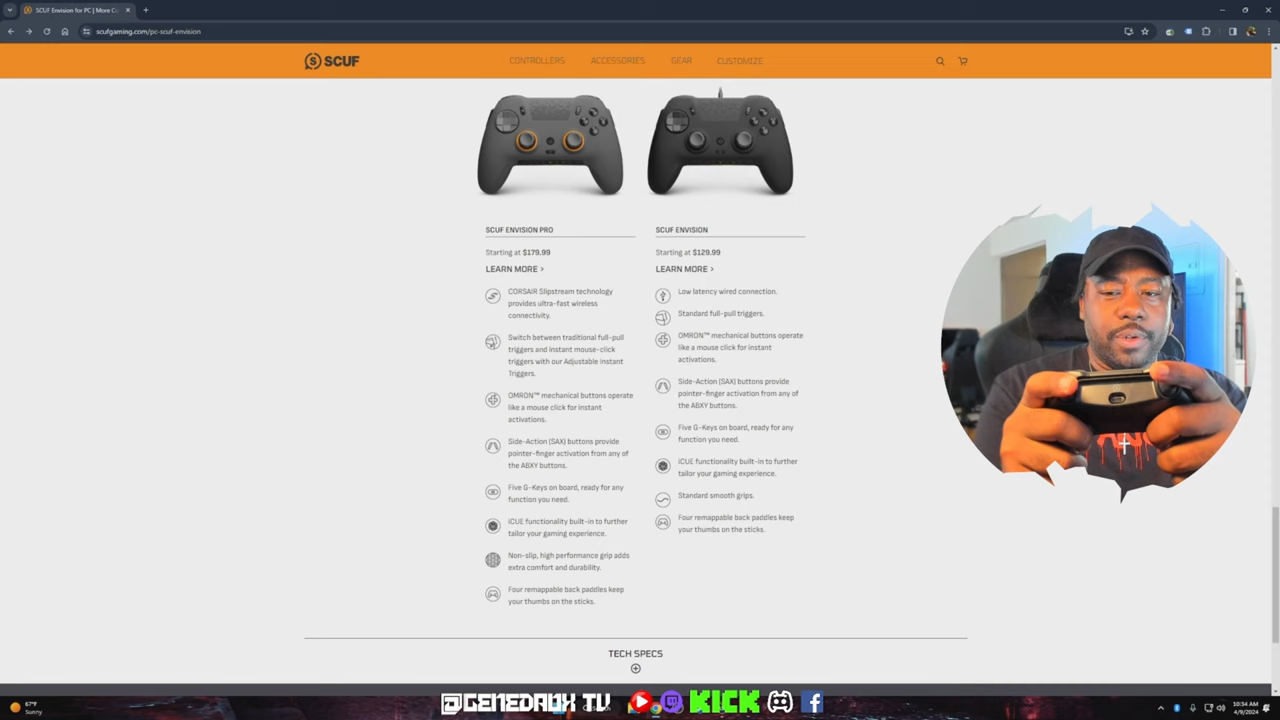 SCUF Envision for PC | More Co
scufgaming.com/pc-scuf-envision
SCUF
CONTROLLERS
ACCESSORIES
GEAR
CUSTOMIZE
SCUF ENVISION PRO
Starting at $179.99
LEARN MORE >
CORSAIR Slipstream technology
provides ultra-fast wireless
connectivity.
Switch between traditional full-pull
triggers and instant mouse-click
triggers with our Adjustable Instant
Triggers.
OMRON™ mechanical buttons operate
like a mouse click for instant
activations.
Side-Action (SAX) buttons provide
pointer-finger activation from any of
the ABXY buttons.
Five G-Keys on board, ready for any
function you need.
iCUE functionality built-in to further
tailor your gaming experience.
Non-slip, high performance grip adds
extra comfort and durability.
Four remappable back paddles keep
your thumbs on the sticks.
SCUF ENVISION
Starting at $129.99
LEARN MORE >
Low latency wired connection.
Standard full-pull triggers.
OMRON™ mechanical buttons operate
like a mouse click for instant
activations.
Side-Action (SAX) buttons provide
pointer-finger activation from any of
the ABXY buttons.
Five G-Keys on board, ready for any
function you need.
iCUE functionality built-in to further
tailor your gaming experience.
Standard smooth grips.
Four remappable back paddles keep
your thumbs on the sticks.
TECH SPECS
67°F
Sunny
@GENEDAUX TV
KICK
10:34 AM
4/9/2024